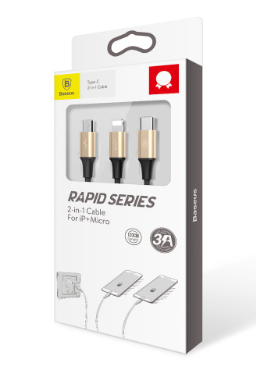 Baseus
Type-C
2-in-1 Cable
RAPID SERIES
2-in-1 Cable
For iP+Micro
3A
Baseus